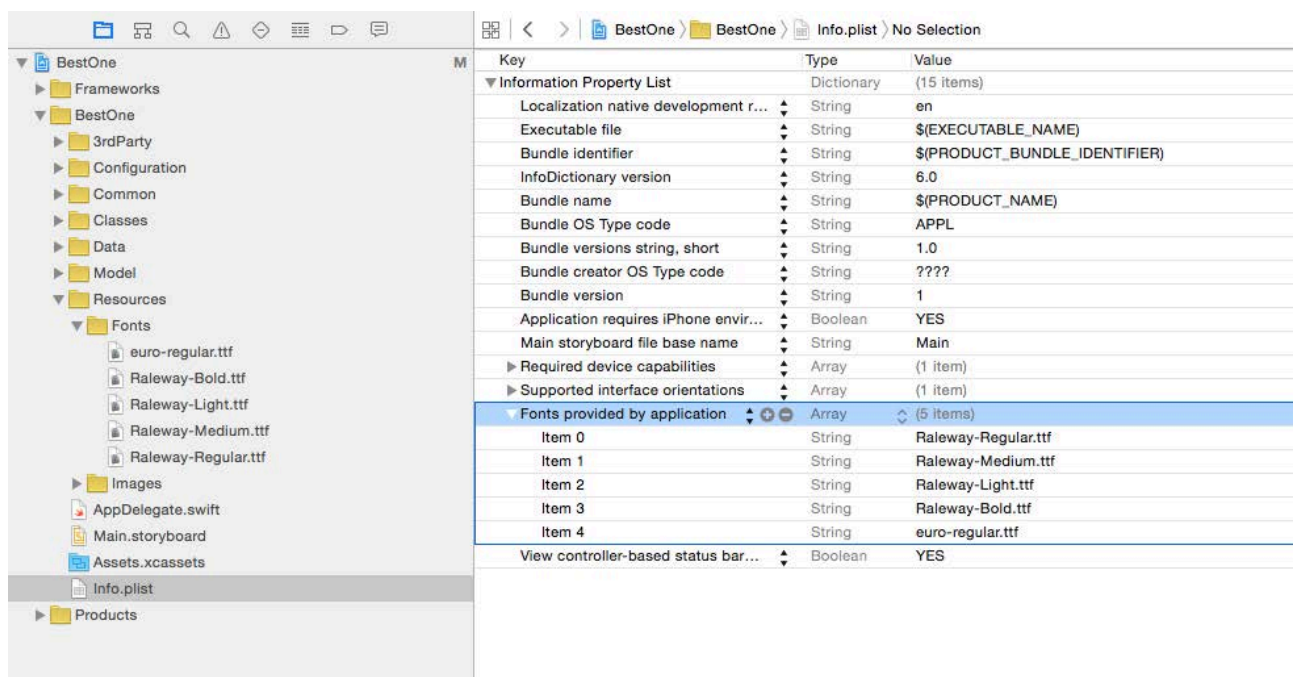 BestOne BestOne Info.plist No Selection
BestOne M
Frameworks
BestOne
3rdParty
Configuration
Common
Classes
Data
Model
Resources
Fonts
euro-regular.ttf
Raleway-Bold.ttf
Raleway-Light.ttf
Raleway-Medium.ttf
Raleway-Regular.ttf
Images
AppDelegate.swift
Main.storyboard
Assets.xcassets
Info.plist
Products
Key Type Value
Information Property List Dictionary (15 items)
Localization native development r... String en
Executable file String $(EXECUTABLE_NAME)
Bundle identifier String $(PRODUCT_BUNDLE_IDENTIFIER)
InfoDictionary version String 6.0
Bundle name String $(PRODUCT_NAME)
Bundle OS Type code String APPL
Bundle versions string, short String 1.0
Bundle creator OS Type code String ????
Bundle version String 1
Application requires iPhone envir... Boolean YES
Main storyboard file base name String Main
Required device capabilities Array (1 item)
Supported interface orientations Array (1 item)
Fonts provided by application Array (5 items)
Item 0 String Raleway-Regular.ttf
Item 1 String Raleway-Medium.ttf
Item 2 String Raleway-Light.ttf
Item 3 String Raleway-Bold.ttf
Item 4 String euro-regular.ttf
View controller-based status bar... Boolean YES